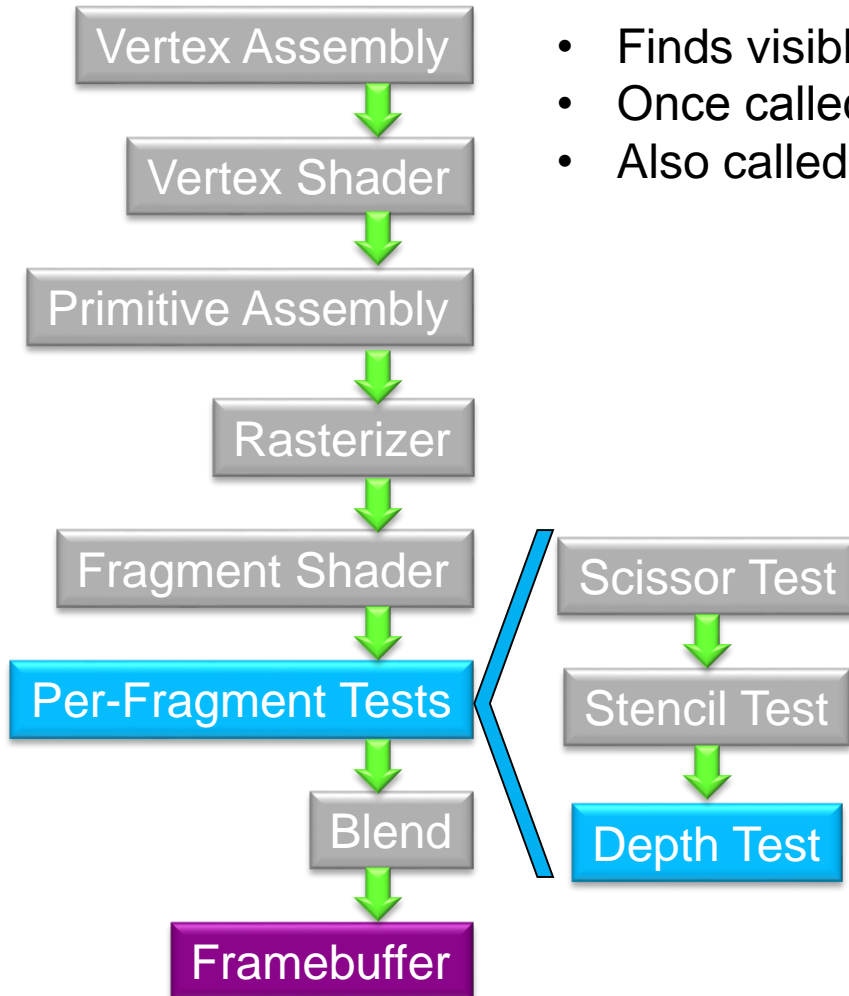 Vertex Assembly
Vertex Shader
Primitive Assembly
Rasterizer
Fragment Shader
Per-Fragment Tests
Blend
Framebuffer
• Finds
• Once
• Also called
Scissor Test
Stencil Test
Depth Test